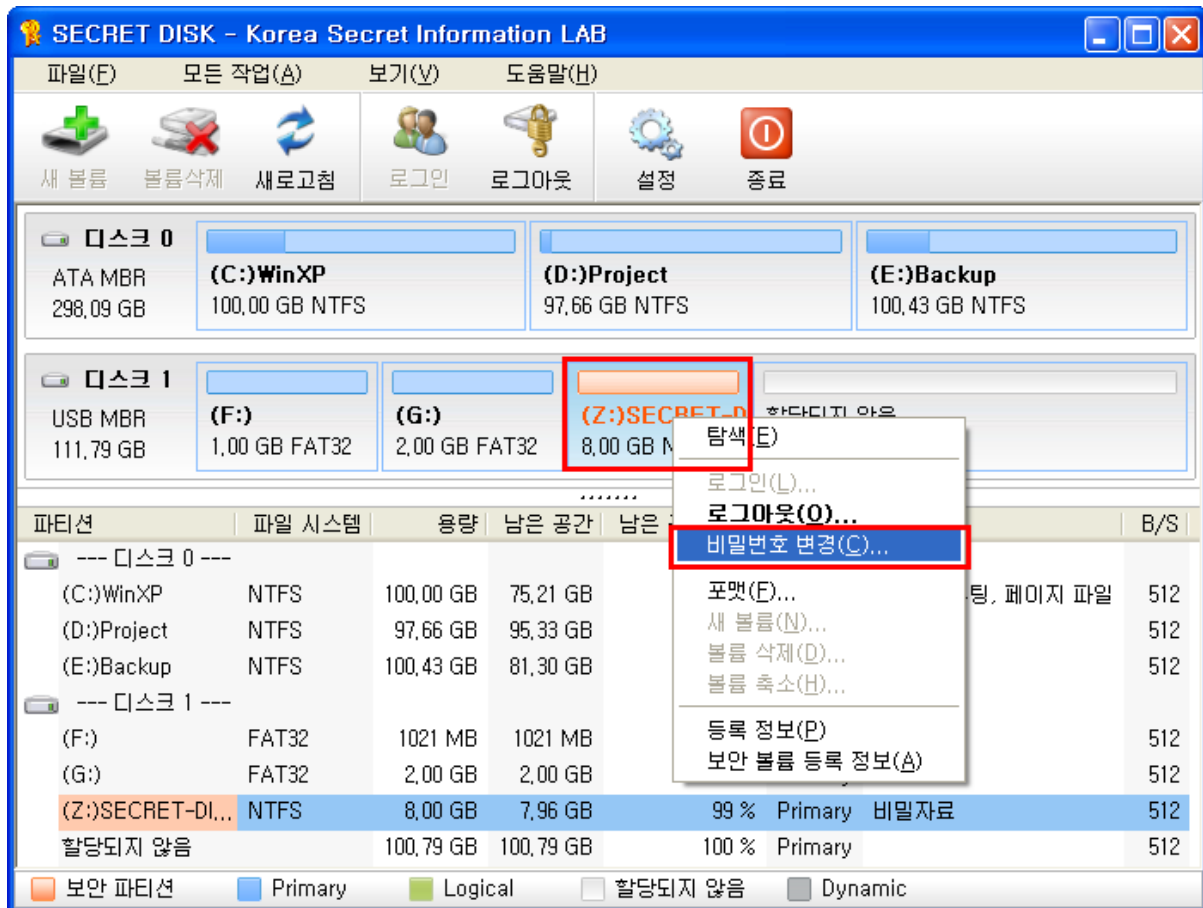 SECRET DISK - Korea Secret Information LAB
파일(F) 모든 작업(A) 보기(V) 도움말(H)
새 볼륨 볼륨삭제 새로고침 로그인 로그아웃 설정 종료
디스크 0
ATA MBR
298,09 GB
(C:)WinXP
100,00 GB NTFS
(D:)Project
97,66 GB NTFS
(E:)Backup
100,43 GB NTFS
디스크 1
USB MBR
111,79 GB
(F:)
1,00 GB FAT32
(G:)
2,00 GB FAT32
(Z:)SECRET-D
8,00 GB N
할당되지 않음
탐색(E)
로그인(L)...
로그아웃(O)...
비밀번호 변경(C)...
포맷(F)...
새 볼륨(N)...
볼륨 삭제(D)...
볼륨 축소(H)...
등록 정보(P)
보안 볼륨 등록 정보(A)
파티션 파일 시스템 용량 남은 공간 남은 B/S
--- 디스크 0 ---
(C:)WinXP NTFS 100,00 GB 75,21 GB 팅, 페이지 파일 512
(D:)Project NTFS 97,66 GB 95,33 GB 512
(E:)Backup NTFS 100,43 GB 81,30 GB 512
--- 디스크 1 ---
(F:) FAT32 1021 MB 1021 MB 512
(G:) FAT32 2,00 GB 2,00 GB 512
(Z:)SECRET-DI... NTFS 8,00 GB 7,96 GB 99 % Primary 비밀자료 512
할당되지 않음 100,79 GB 100,79 GB 100 % Primary 512
보안 파티션 Primary Logical 할당되지 않음 Dynamic